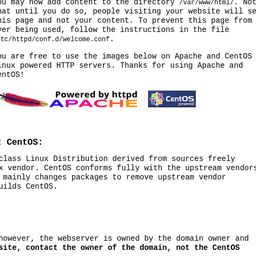 ou may now add content to the directory /var/www/html/. Not
hat until you do so, people visiting your website will se
his page and not your content. To prevent this page from
ver being used, follow the instructions in the file
tc/httpd/conf.d/welcome.conf.
ou are free to use the images below on Apache and CentOS
inux powered HTTP servers. Thanks for using Apache and
entOS!
Powered by httpd
APACHE
CentOS
t CentOS:
class Linux Distribution derived from sources freely
x vendor. CentOS conforms fully with the upstream vendors
mainly changes packages to remove upstream vendor
uilds CentOS.
however, the webserver is owned by the domain owner and
site, contact the owner of the domain, not the CentOS